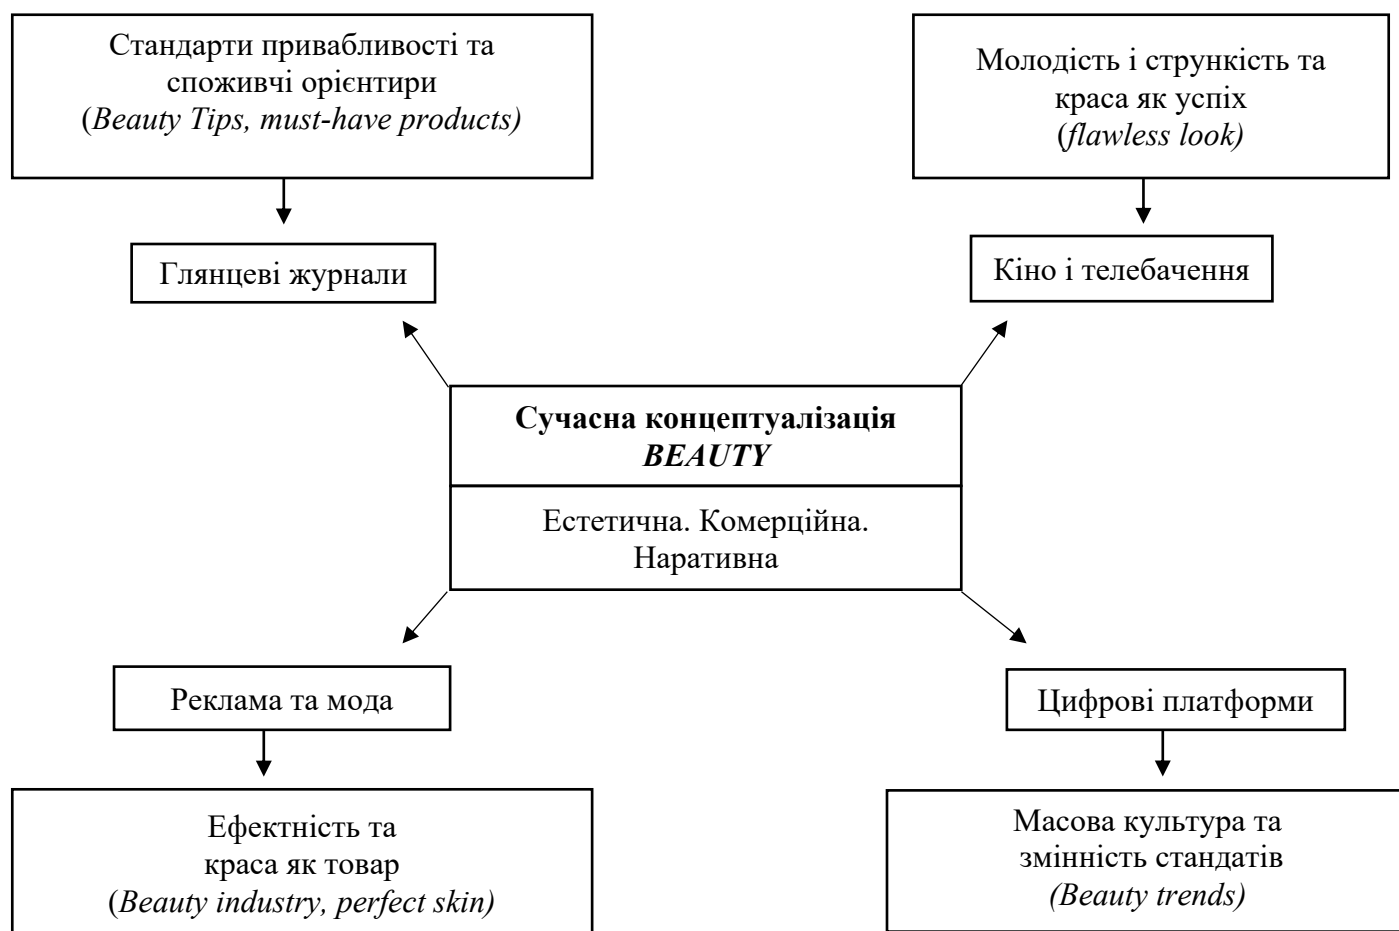 Стандарти привабливості та
споживчі орієнтири
(Beauty Tips, must-have products)
Молодість і стрункість та
краса як успіх
(flawless look)
Глянцеві журнали
Кіно і телебачення
Сучасна концептуалізація
BEAUTY
Естетична. Комерційна.
Наративна
Реклама та мода
Цифрові платформи
Ефектність та
краса як товар
(Beauty industry, perfect skin)
Масова культура та
змінність стандатів
(Beauty trends)